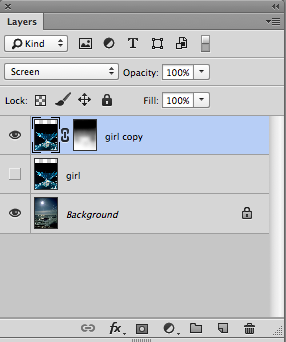 Layers
Kind
Screen Opacity: 100%
Lock: Fill: 100%
girl copy
girl
Background
fx